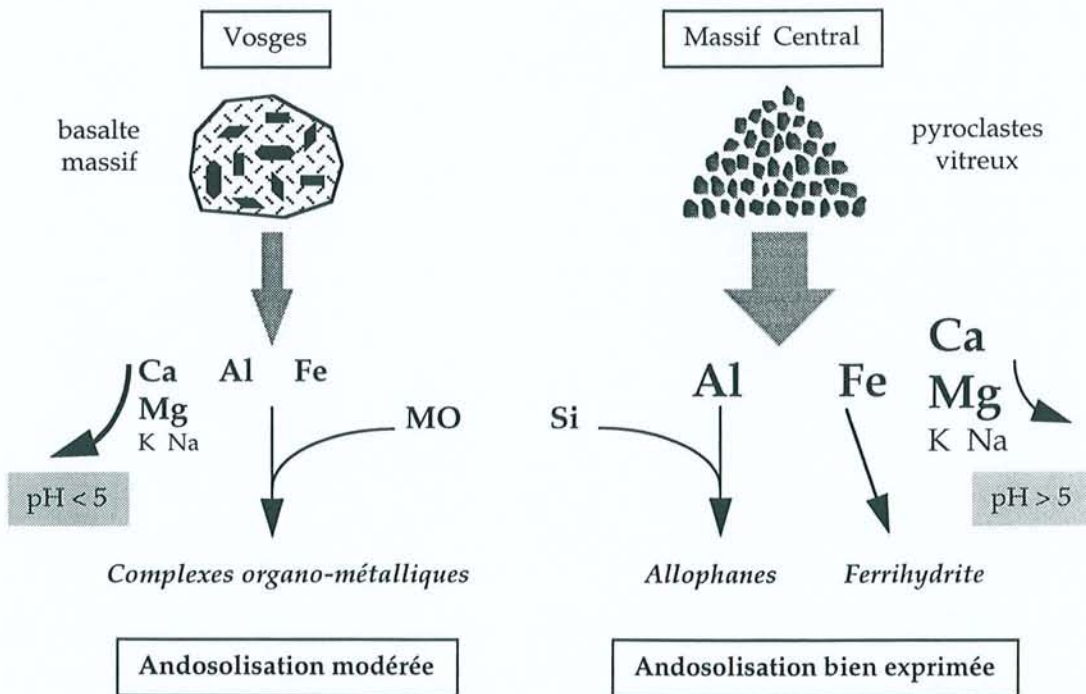 Vosges
basalte
massif
Ca Al Fe
Mg
K Na
MO
pH < 5
Complexes organo-métalliques
Andosolisation modérée
Massif Central
pyroclastes
vitreux
Si
Al Fe Ca
Mg
K Na
pH > 5
Allophanes Ferrihydrite
Andosolisation bien exprimée